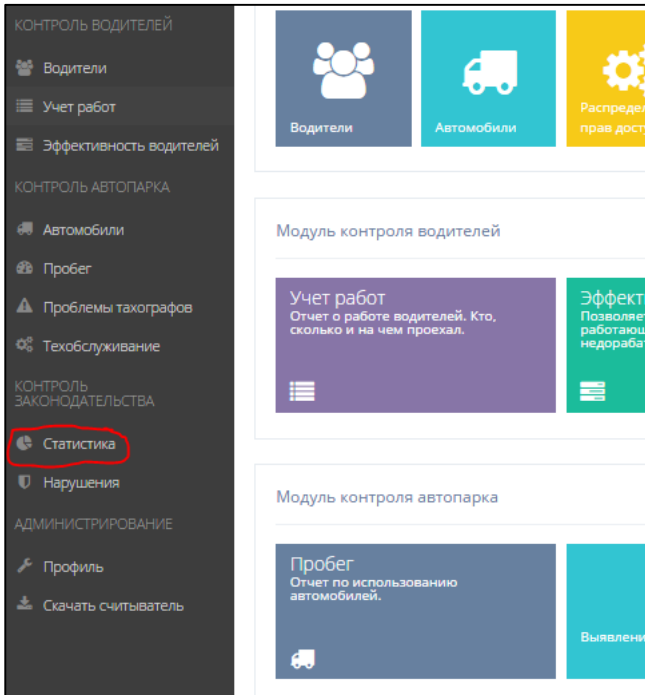 КОНТРОЛЬ ВОДИТЕЛЕЙ
Водители
Учет работ
Эффективность водителей
КОНТРОЛЬ АВТОПАРКА
Автомобили
Пробег
Проблемы тахографов
Техобслуживание
КОНТРОЛЬ
ЗАКОНОДАТЕЛЬСТВА
Статистика
Нарушения
АДМИНИСТРИРОВАНИЕ
Профиль
Скачать считыватель
Водители
Автомобили
Распредел
прав дост
Модуль контроля водителей
Учет работ
Отчет о работе водителей. Кто,
сколько и на чем проехал.
Эффект
Позволяе
работающ
недорабат
Модуль контроля автопарка
Пробег
Отчет по использованию
автомобилей.
Выявлени